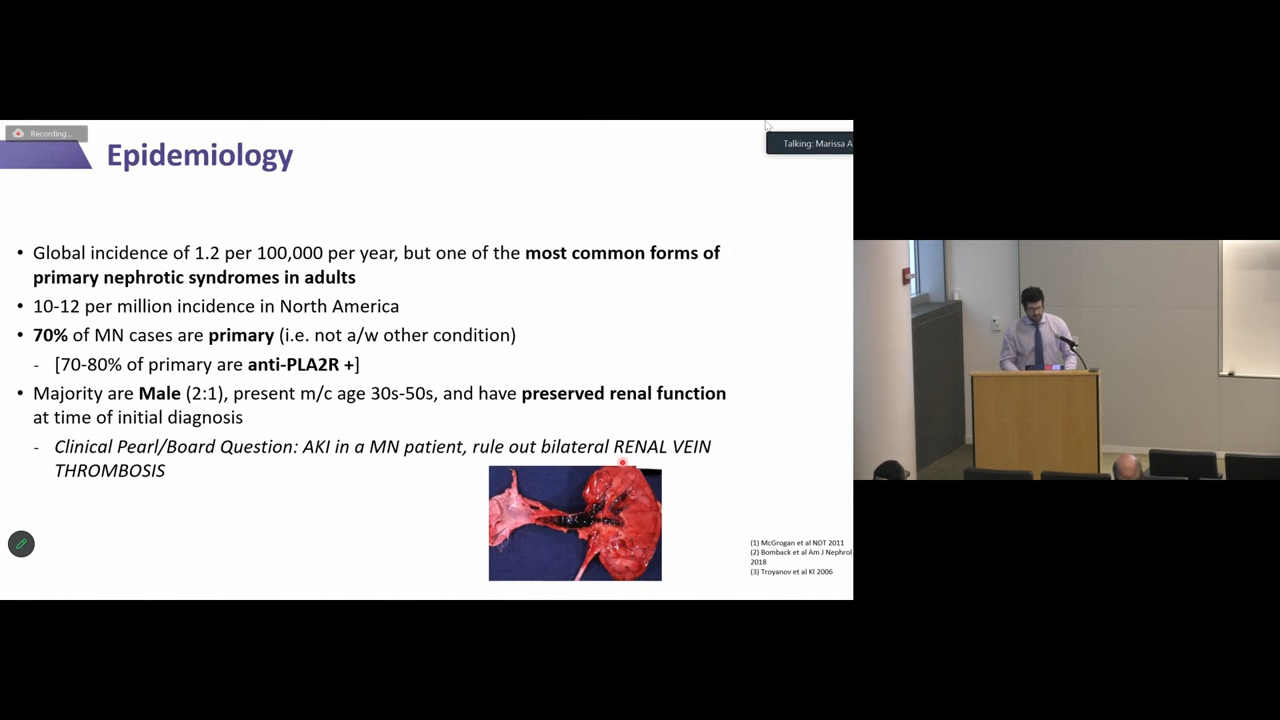 Recording...
Talking: Marissa A
Epidemiology
• Global incidence of 1.2 per 100,000 per year, but one of the most common forms of
primary nephrotic syndromes in adults
• 10-12 per million incidence in North America
• 70% of MN cases are primary (i.e. not a/w other condition)
- [70-80% of primary are anti-PLA2R +]
• Majority are Male (2:1), present m/c age 30s-50s, and have preserved renal function
at time of initial diagnosis
- Clinical Pearl/Board Question: AKI in a MN patient, rule out bilateral RENAL VEIN
THROMBOSIS
(1) McGrogan et al NDT 2011
(2) Bomback et al Am J Nephrol
2018
(3) Troyanov et al KI 2006